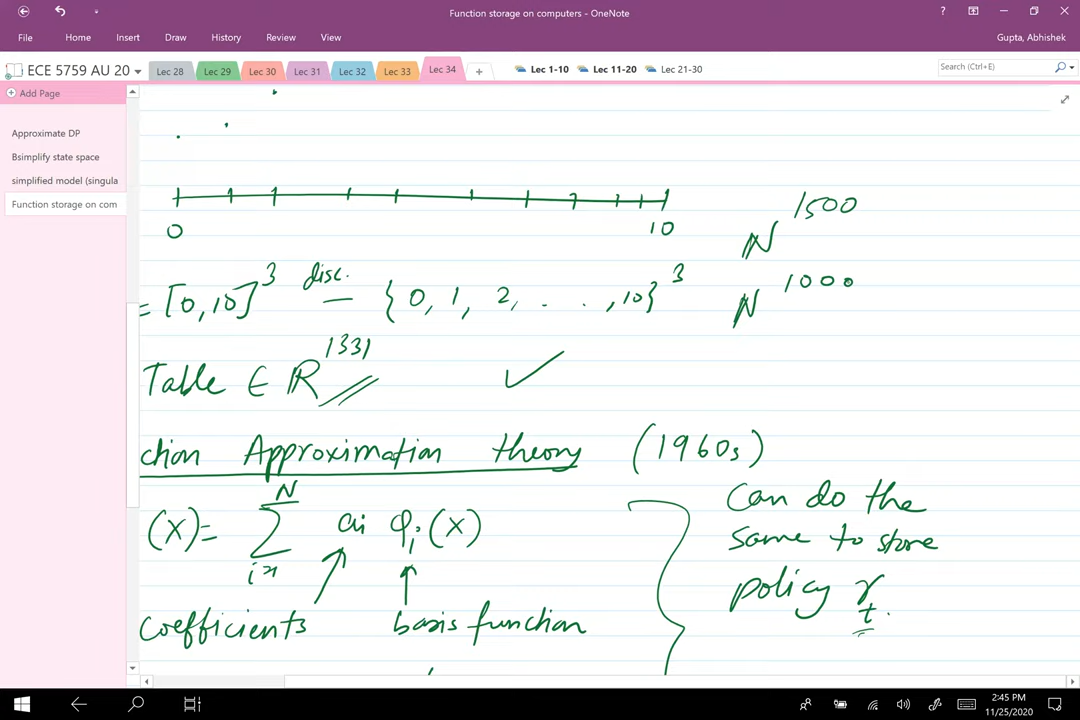 Function storage on computers - OneNote
Gupta, Abhishek
File Home Insert Draw History Review View
ECE 5759 AU 20
Lec 28 Lec 29 Lec 30 Lec 31 Lec 32 Lec 33 Lec 34 + Lec 1-10 Lec 11-20 Lec 21-30
Search (Ctrl+E)
Add Page
Approximate DP
Bsimplify state space
simplified model (singula
Function storage on com
0 10
N^1500
= [0,10]^3 disc. — {0, 1, 2, . . . , 10}^3
N^1000
Table ∈ R^1331 ✓
ction Approximation theory (1960s)
(x) = N Σ i=1 ai φi (x)
coefficients basis function
can do the
same to store
policy γt.
2:45 PM
11/25/2020